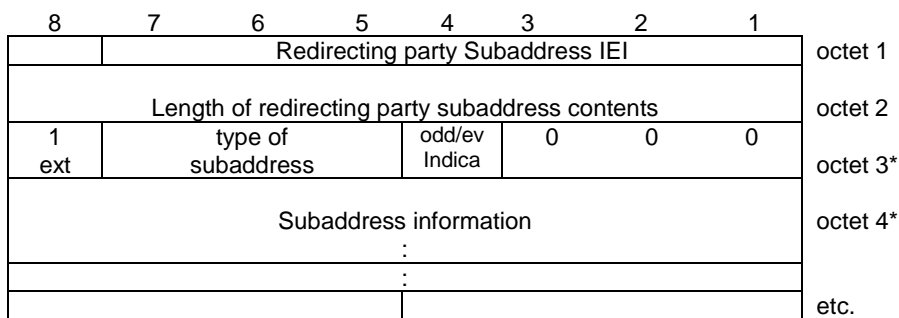 8 7 6 5 4 3 2 1
Redirecting party Subaddress IEI octet 1
Length of redirecting party subaddress contents octet 2
1 type of odd/ev 0 0 0
ext subaddress Indica octet 3*
Subaddress information octet 4*
:
:
etc.